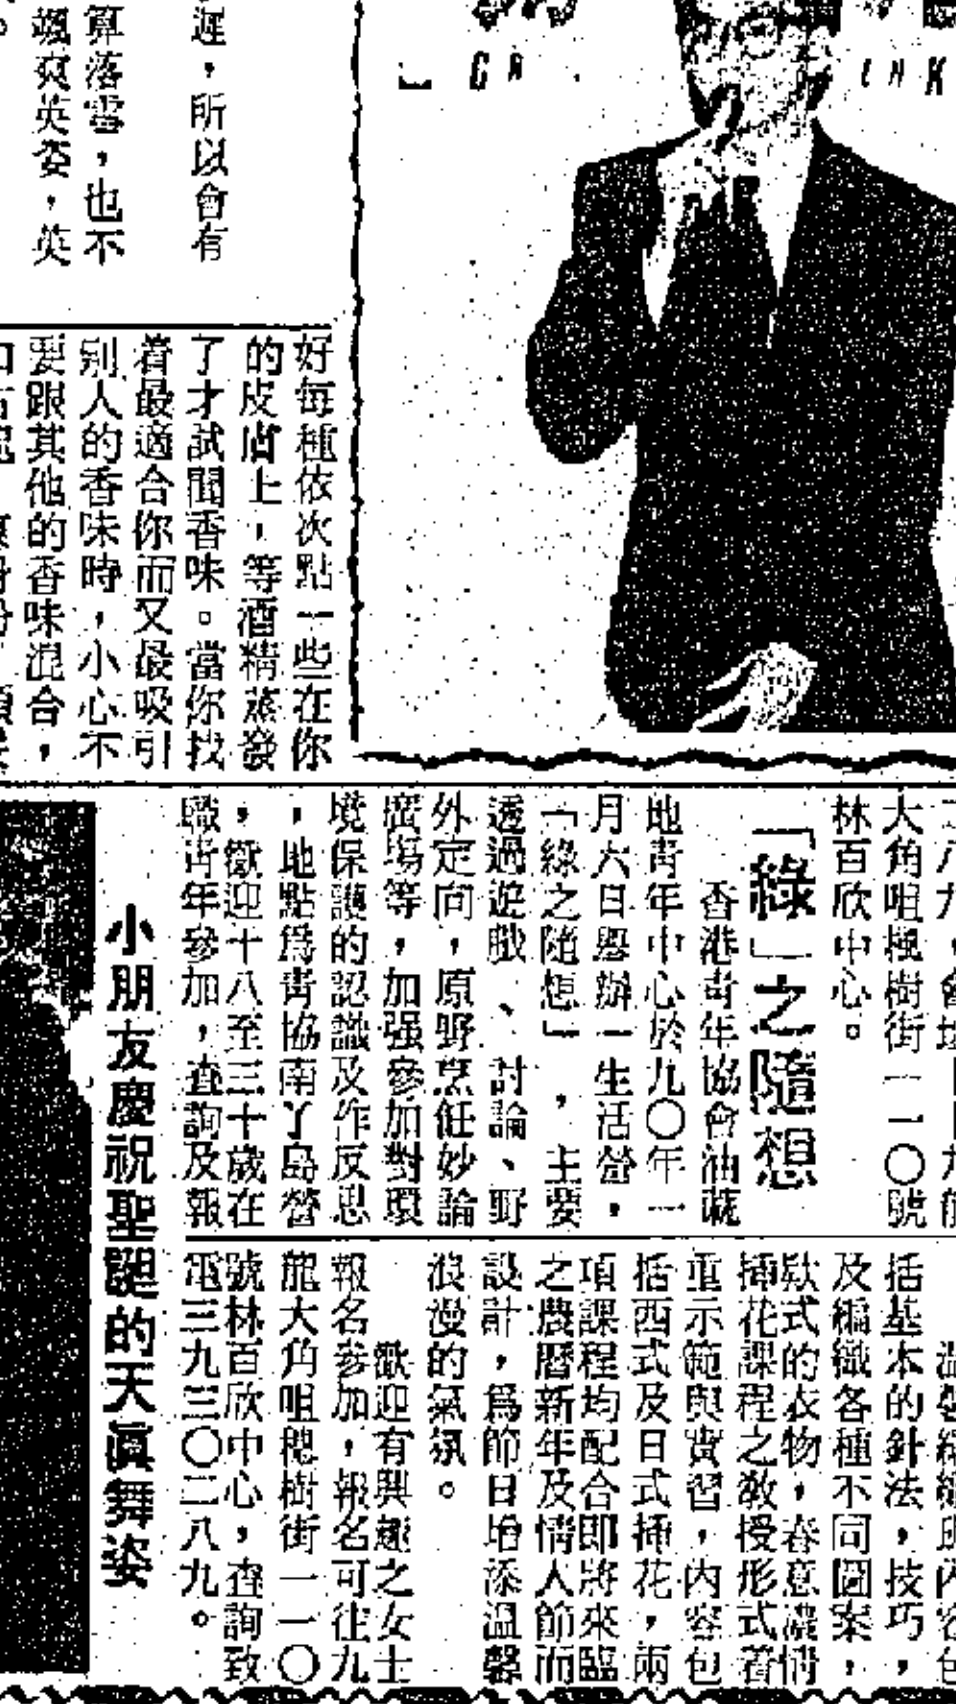 遲，所以會有
算落雪，也不
颯爽英姿，英
好每種依次點一些在你
的皮膚上，等酒精蒸發
了才試聞香味。當你找
着最適合你而又最吸引
別人的香味時，小心不
要跟其他的香味混合，
大角咀楓樹街一一〇號
林百欣中心。
「綠」之隨想
香港青年協會油蔴
地青年中心於九〇年一
月六日舉辦一生活營，
「綠之隨想」，主要
透過遊戲、討論、野
外定向，原野烹飪妙論
廣場等，加强參加對環
境保護的認識及作反思
，地點爲靑協南丫島營
，歡迎十八至三十歲在
職靑年參加，查詢及報
括基本的針法，技巧，
及編織各種不同圖案，
欵式的衣物，春意濃情
揷花課程之敎授形式着
重示範與實習，內容包
括西式及日式揷花，兩
項課程均配合即將來臨
之農曆新年及情人節而
設計，爲節日增添溫馨
浪漫的氣氛。
歡迎有興趣之女士
報名參加，報名可往九
龍大角咀楓樹街一一〇
號林百欣中心，查詢致
電三九三〇二八九。
小朋友慶祝聖誕的天眞舞姿